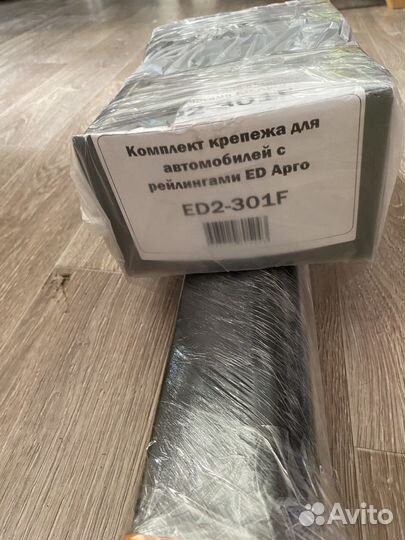 Комплект крепежа для
автомобилей с
рейлингами ED Арго
ED2-301F
Avito